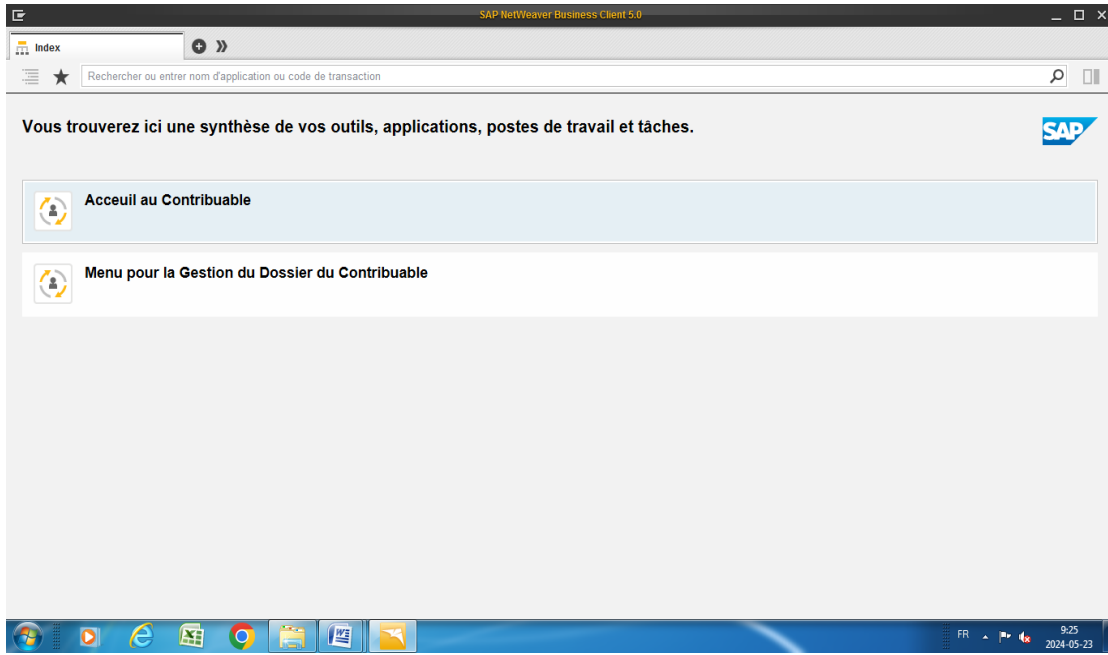 SAP NetWeaver Business Client 5.0
Index
Rechercher ou entrer nom d'application ou code de transaction
Vous trouverez ici une synthèse de vos outils, applications, postes de travail et tâches.
SAP
Acceuil au Contribuable
Menu pour la Gestion du Dossier du Contribuable
FR
9:25
2024-05-23